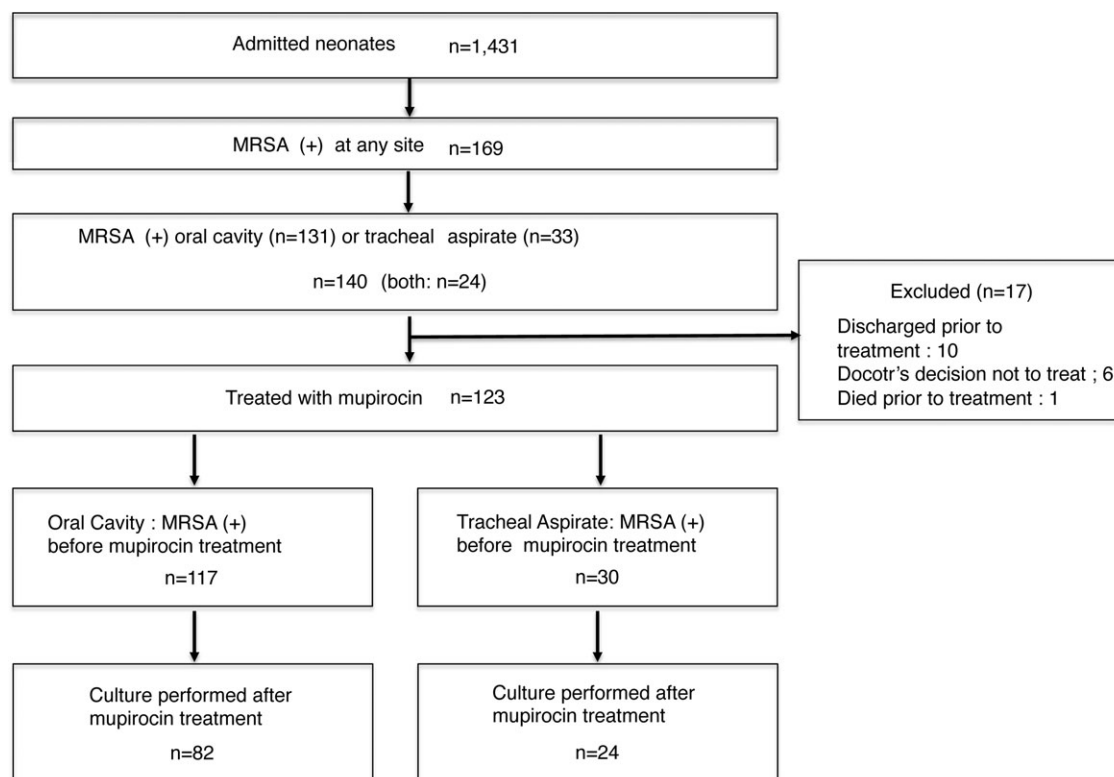 Admitted neonates n=1,431
MRSA (+) at any site n=169
MRSA (+) oral cavity (n=131) or tracheal aspirate (n=33)
n=140 (both: n=24)
Excluded (n=17)
Discharged prior to
treatment : 10
Docotr's decision not to treat ; 6
Died prior to treatment : 1
Treated with mupirocin n=123
Oral Cavity : MRSA (+)
before mupirocin treatment
n=117
Tracheal Aspirate: MRSA (+)
before mupirocin treatment
n=30
Culture performed after
mupirocin treatment
n=82
Culture performed after
mupirocin treatment
n=24